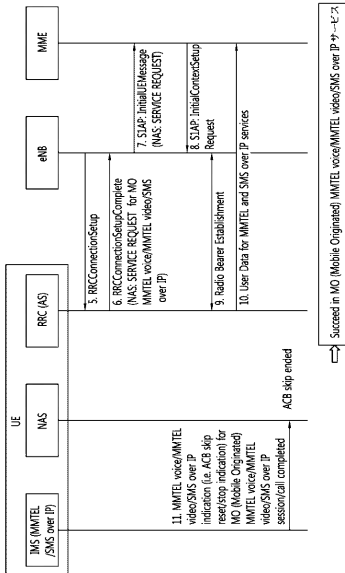 UE
IMS (MMTEL
/SMS over IP)
NAS
RRC (AS)
eNB
MME
5. RRCConnectionSetup
6. RRCConnectionSetupComplete
(NAS: SERVICE REQUEST for MO
MMTEL voice/MMTEL video/SMS
over IP)
7. S1AP: InitialUEMessage
(NAS: SERVICE REQUEST)
8. S1AP: InitialContextSetup
Request
9. Radio Bearer Establishment
10. User Data for MMTEL and SMS over IP services
11. MMTEL voice/MMTEL
video/SMS over IP
indication (i.e. ACB skip
reset/stop indication) for
MO (Mobile Originated)
MMTEL voice/MMTEL
video/SMS over IP
session/call completed
ACB skip ended
Succeed in MO (Mobile Originated) MMTEL voice/MMTEL video/SMS over IPサービス